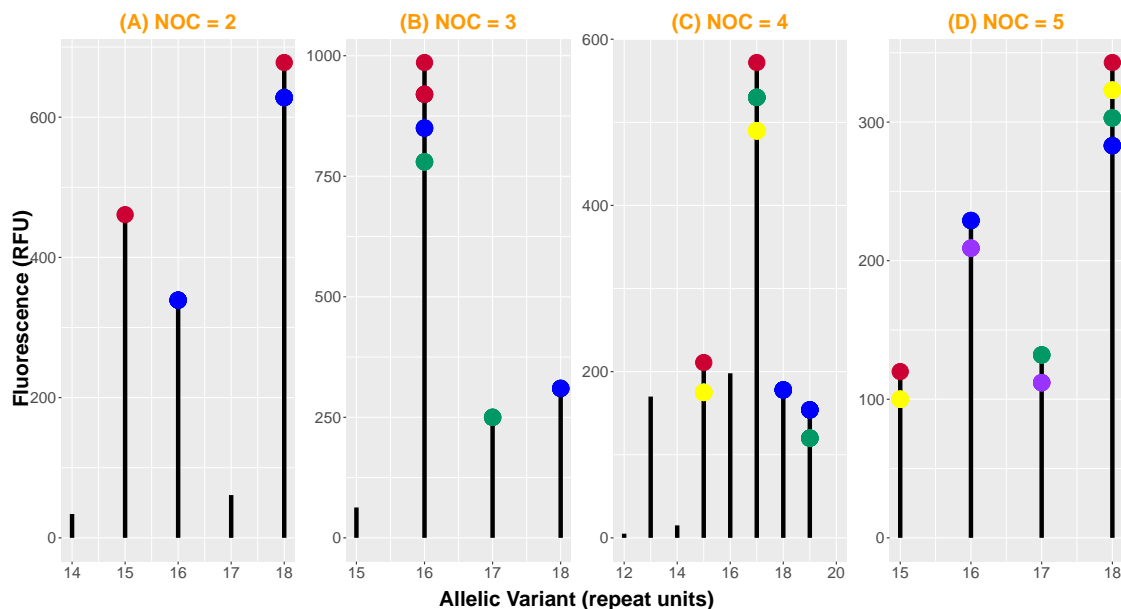 (A) NOC = 2
(B) NOC = 3
(C) NOC = 4
(D) NOC = 5
Fluorescence (RFU)
600
400
200
0
14 15 16 17 18
1000
750
500
250
0
15 16 17 18
600
400
200
0
12 14 16 18 20
300
200
100
0
15 16 17 18
Allelic Variant (repeat units)